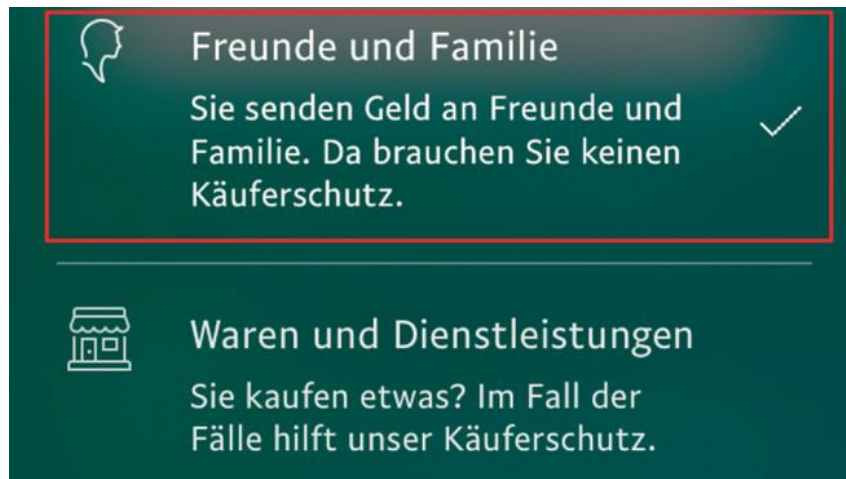 Freunde und Familie
Sie senden Geld an Freunde und
Familie. Da brauchen Sie keinen
Käuferschutz.
Waren und Dienstleistungen
Sie kaufen etwas? Im Fall der
Fälle hilft unser Käuferschutz.